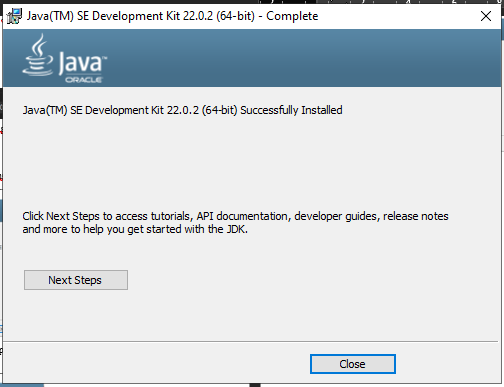 Java(TM) SE Development Kit 22.0.2 (64-bit) - Complete
Java™
ORACLE
Java(TM) SE Development Kit 22.0.2 (64-bit) Successfully Installed
Click Next Steps to access tutorials, API documentation, developer guides, release notes
and more to help you get started with the JDK.
Next Steps
Close